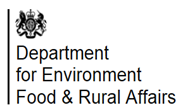 Department
for Environment
Food & Rural Affairs